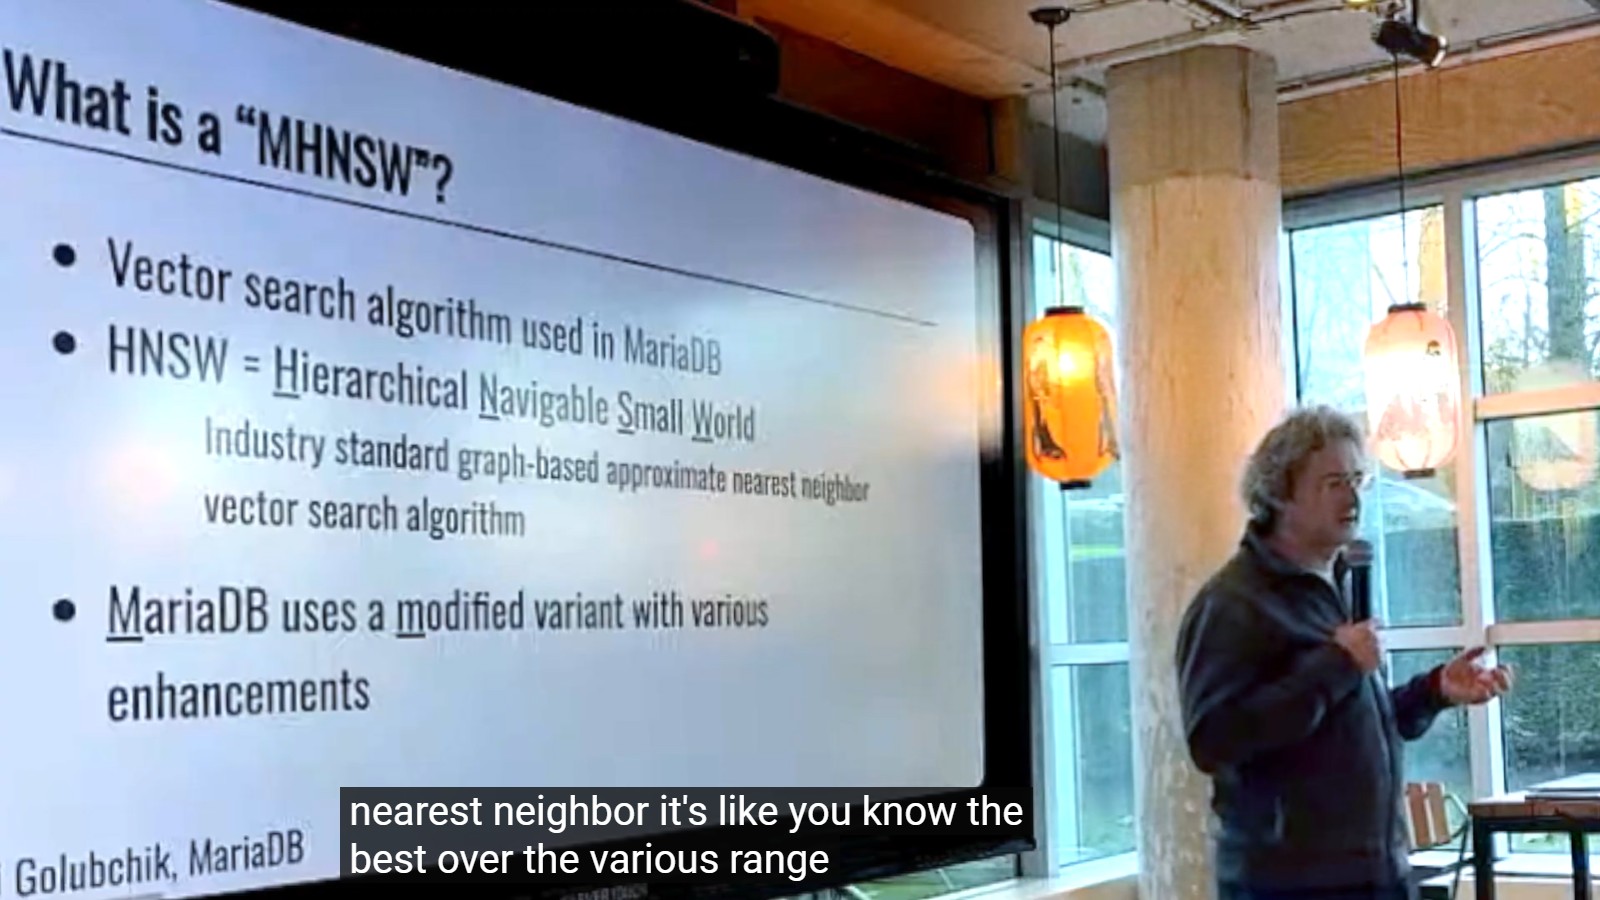 What is a “MHNSW”?
• Vector search algorithm used in MariaDB
• HNSW = Hierarchical Navigable Small World
Industry standard graph-based approximate nearest neighbor
vector search algorithm
• MariaDB uses a modified variant with various
enhancements
Golubchik, MariaDB
nearest neighbor it's like you know the
best over the various range